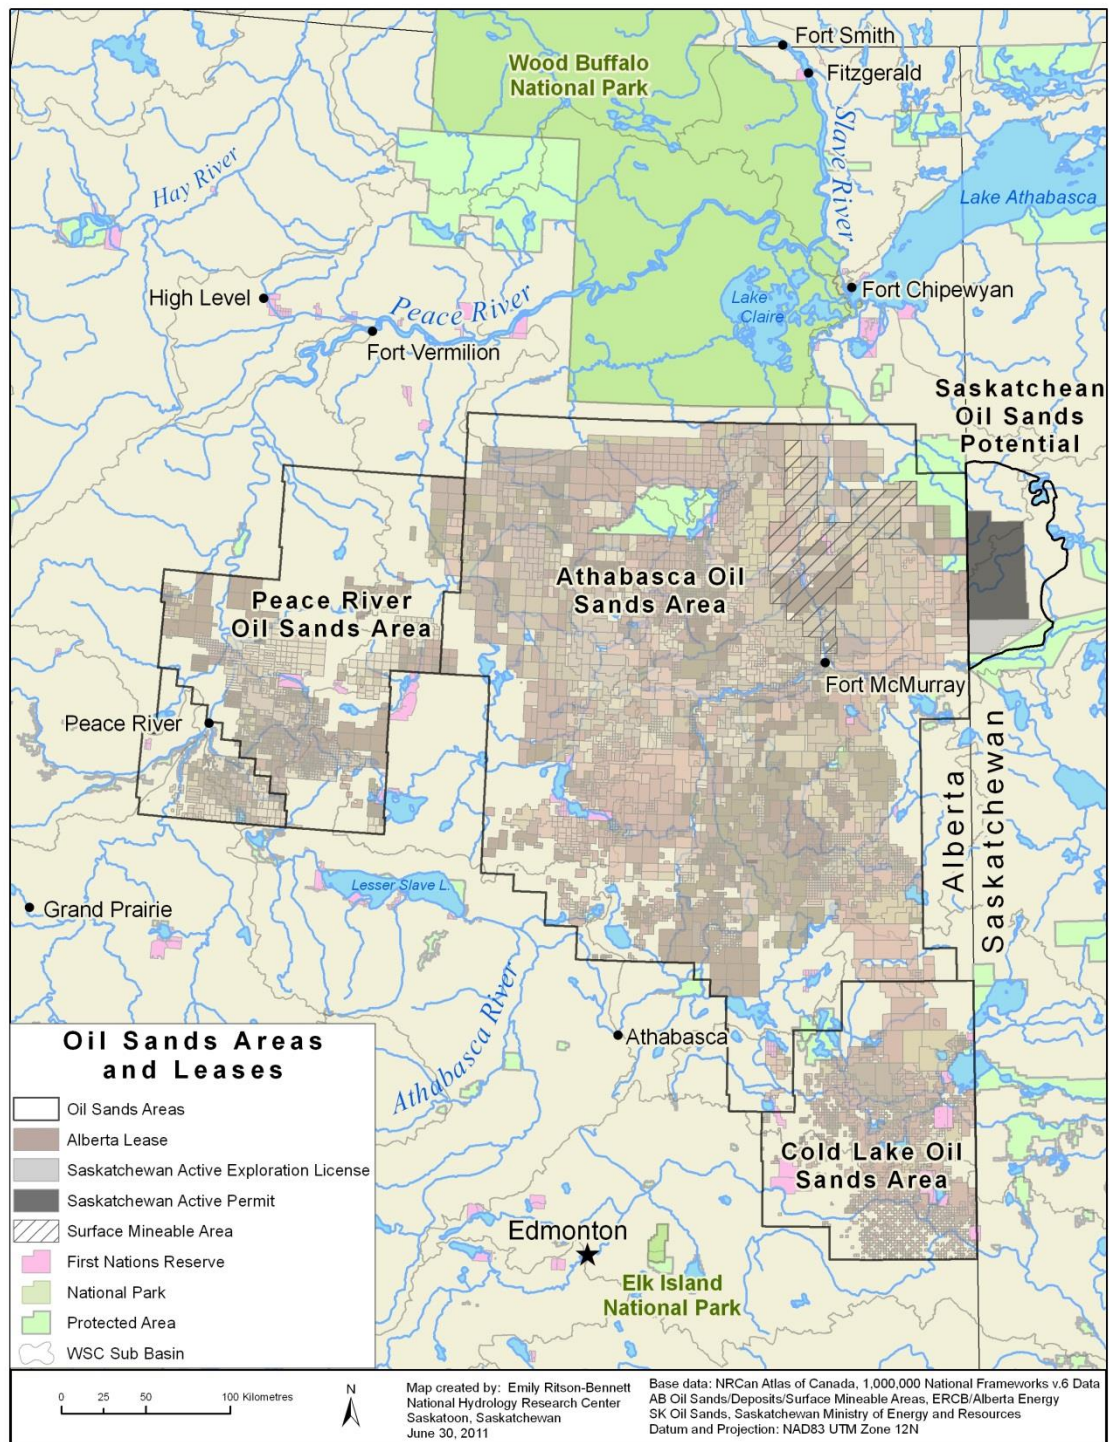 Fort Smith
Wood Buffalo
National Park
Fitzgerald
Slave River
Hay River
Lake Athabasca
High Level
Peace River
Lake
Claire
Fort Chipewyan
Fort Vermilion
Saskatchean
Oil Sands
Potential
Athabasca Oil
Sands Area
Peace River
Oil Sands Area
Fort McMurray
Peace River
Alberta
Saskatchewan
Lesser Slave L.
Grand Prairie
Athabasca River
Athabasca
Cold Lake Oil
Sands Area
Edmonton
Elk Island
National Park
Oil Sands Areas
and Leases
Oil Sands Areas
Alberta Lease
Saskatchewan Active Exploration License
Saskatchewan Active Permit
Surface Mineable Area
First Nations Reserve
National Park
Protected Area
WSC Sub Basin
0 25 50 100 Kilometres
N
Map created by: Emily Ritson-Bennett
National Hydrology Research Center
Saskatoon, Saskatchewan
June 30, 2011
Base data: NRCan Atlas of Canada, 1,000,000 National Frameworks v.6 Data
AB Oil Sands/Deposits/Surface Mineable Areas, ERCB/Alberta Energy
SK Oil Sands, Saskatchewan Ministry of Energy and Resources
Datum and Projection: NAD83 UTM Zone 12N